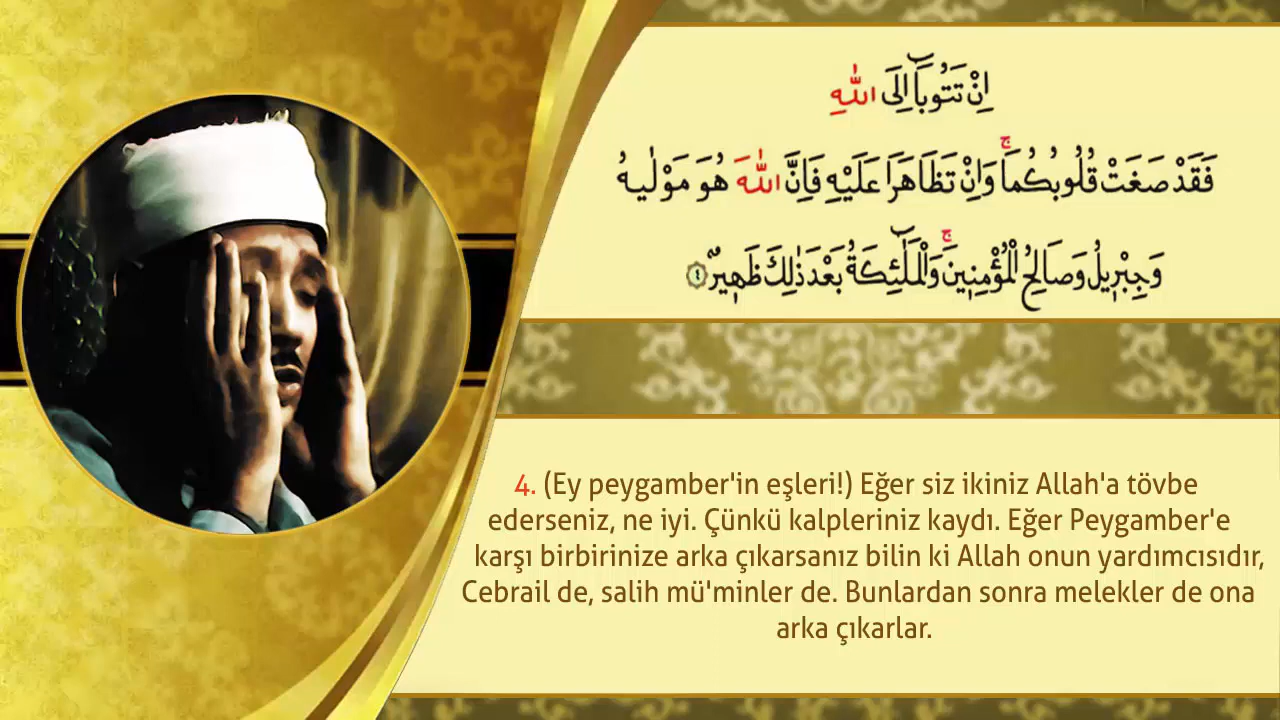 اِنْ تَتُوبَٓا اِلَى اللّٰهِ
فَقَدْ صَغَتْ قُلُوبُكُمَاۚ وَاِنْ تَظَاهَرَا عَلَيْهِ فَاِنَّ اللّٰهَ هُوَ مَوْلٰيهُ
وَجِبْر۪يلُ وَصَالِحُ الْمُؤْمِن۪ينَۚ وَالْمَلٰٓئِكَةُ بَعْدَ ذٰلِكَ ظَه۪يرٌ ﴿٤﴾
4. (Ey peygamber'in eşleri!) Eğer siz ikiniz Allah'a tövbe
ederseniz, ne iyi. Çünkü kalpleriniz kaydı. Eğer Peygamber'e
karşı birbirinize arka çıkarsanız bilin ki Allah onun yardımcısıdır,
Cebrail de, salih mü'minler de. Bunlardan sonra melekler de ona
arka çıkarlar.